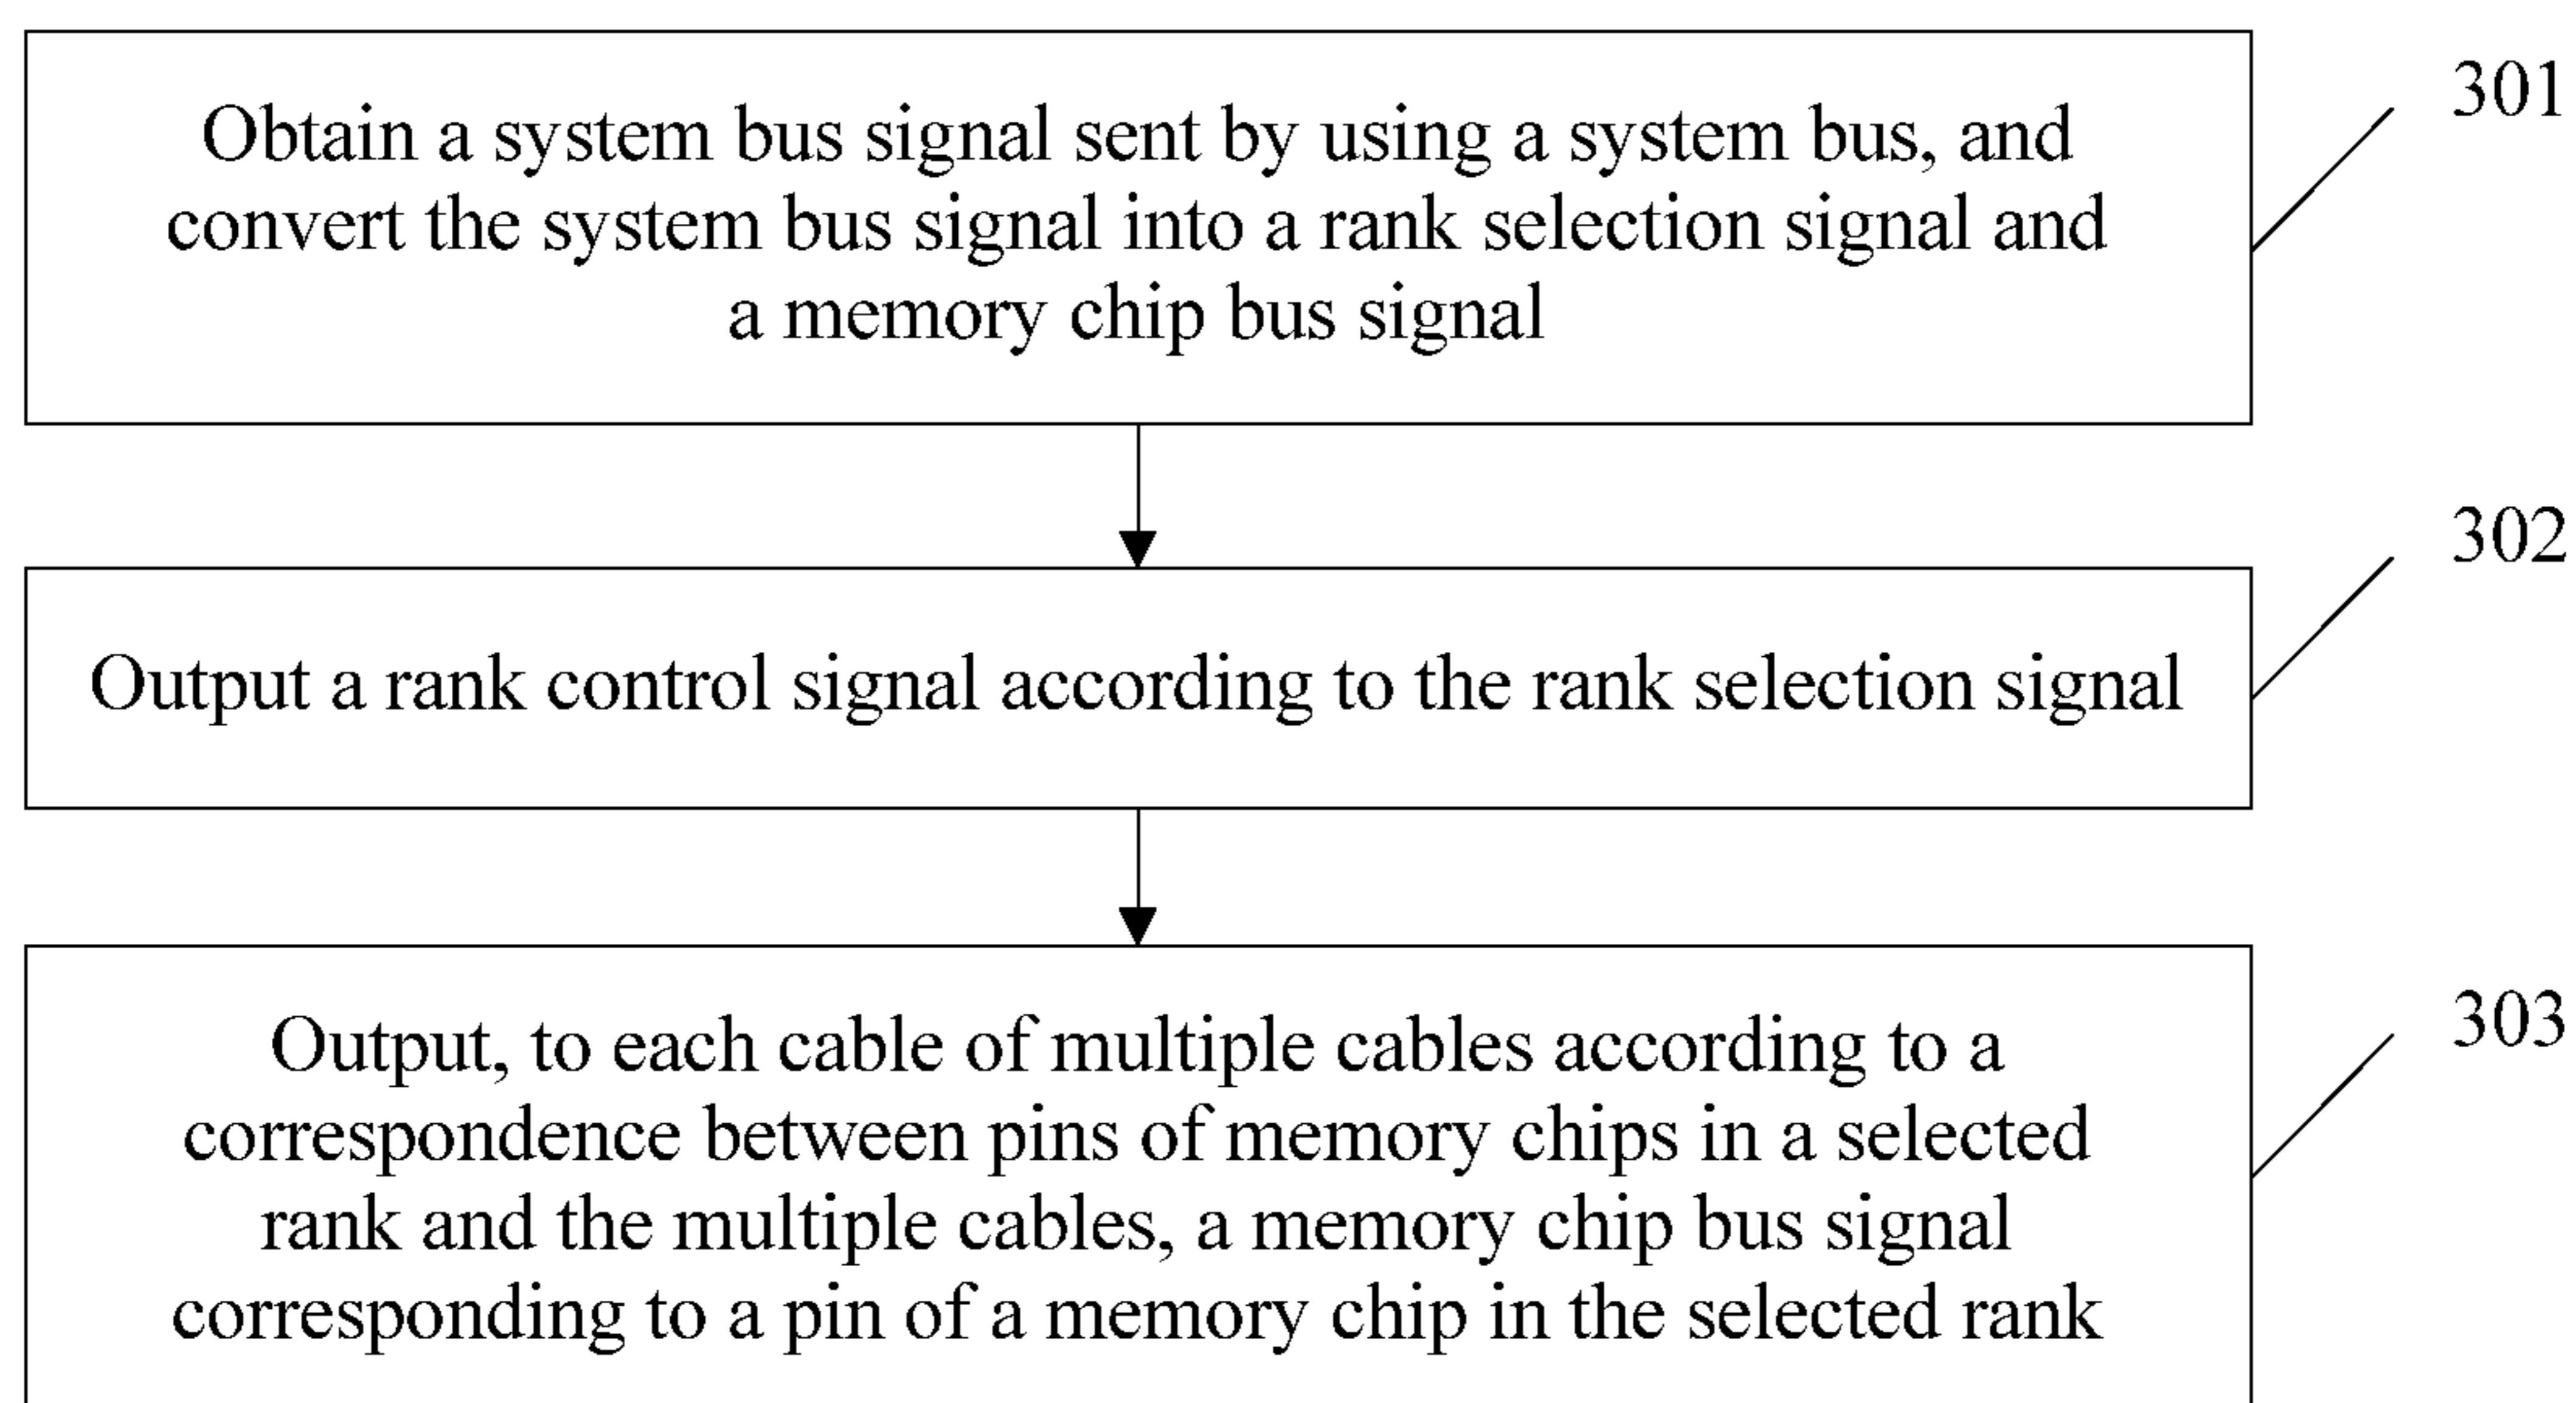 Obtain a system bus signal sent by using a system bus, and
convert the system bus signal into a rank selection signal and
a memory chip bus signal
301
Output a rank control signal according to the rank selection signal
302
Output, to each cable of multiple cables according to a
correspondence between pins of memory chips in a selected
rank and the multiple cables, a memory chip bus signal
corresponding to a pin of a memory chip in the selected rank
303